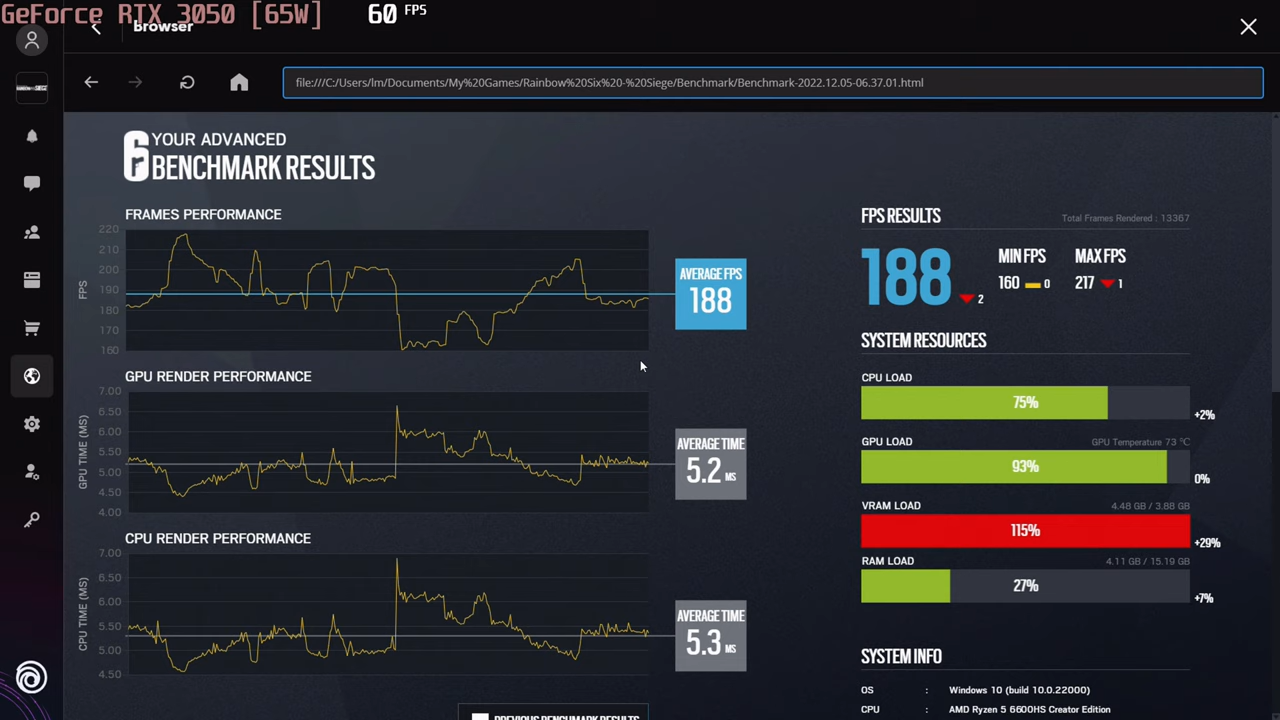 GeForce RTX 3050 [65W] 60 FPS
Browser
file:///C:/Users/lm/Documents/My%20Games/Rainbow%20Six%20-%20Siege/Benchmark/Benchmark-2022.12.05-06.37.01.html
YOUR ADVANCED
BENCHMARK RESULTS
FRAMES PERFORMANCE
220
210
200
190
180
170
160
FPS
AVERAGE FPS
188
GPU RENDER PERFORMANCE
7.00
6.50
6.00
5.50
5.00
4.50
4.00
GPU TIME (MS)
AVERAGE TIME
5.2 MS
CPU RENDER PERFORMANCE
7.00
6.50
6.00
5.50
5.00
4.50
CPU TIME (MS)
AVERAGE TIME
5.3 MS
PREVIOUS BENCHMARK RESULTS
FPS RESULTS
Total Frames Rendered : 13367
188 2
MIN FPS
160 0
MAX FPS
217 1
SYSTEM RESOURCES
CPU LOAD
75%
+2%
GPU LOAD GPU Temperature 73 °C
93%
0%
VRAM LOAD 4.48 GB / 3.88 GB
115%
+29%
RAM LOAD 4.11 GB / 15.19 GB
27%
+7%
SYSTEM INFO
OS : Windows 10 (build 10.0.22000)
CPU : AMD Ryzen 5 6600HS Creator Edition